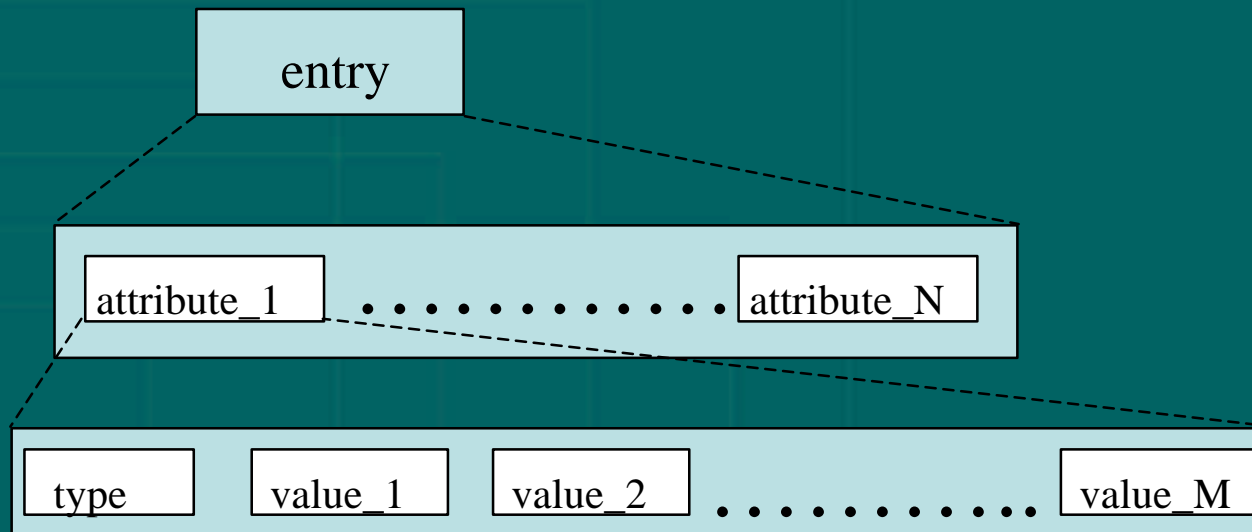 entry
attribute_1 ............ attribute_N
type value_1 value_2 ........... value_M